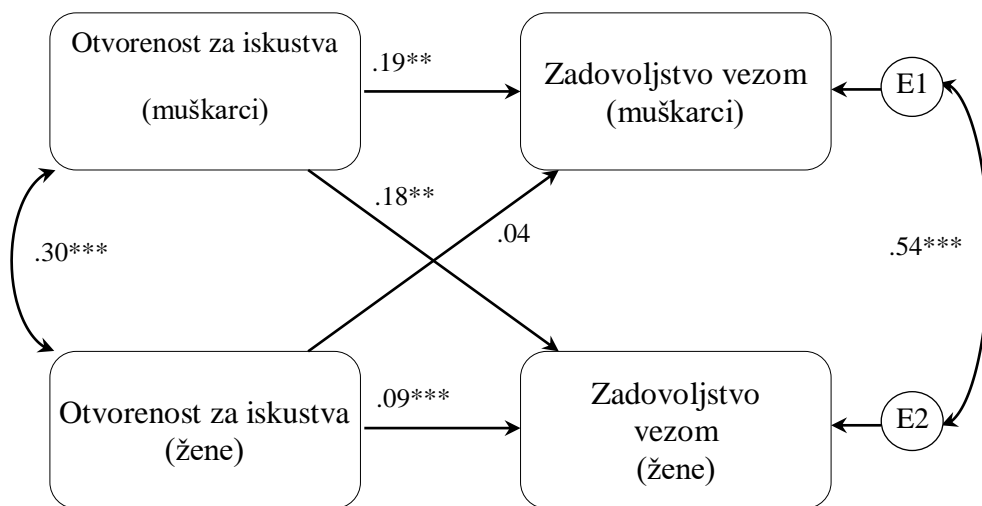 Otvorenost za iskustva
(muškarci)
.19**
Zadovoljstvo vezom
(muškarci)
E1
.18**
.04
.30***
.54***
Otvorenost za iskustva
(žene)
.09***
Zadovoljstvo
vezom
(žene)
E2